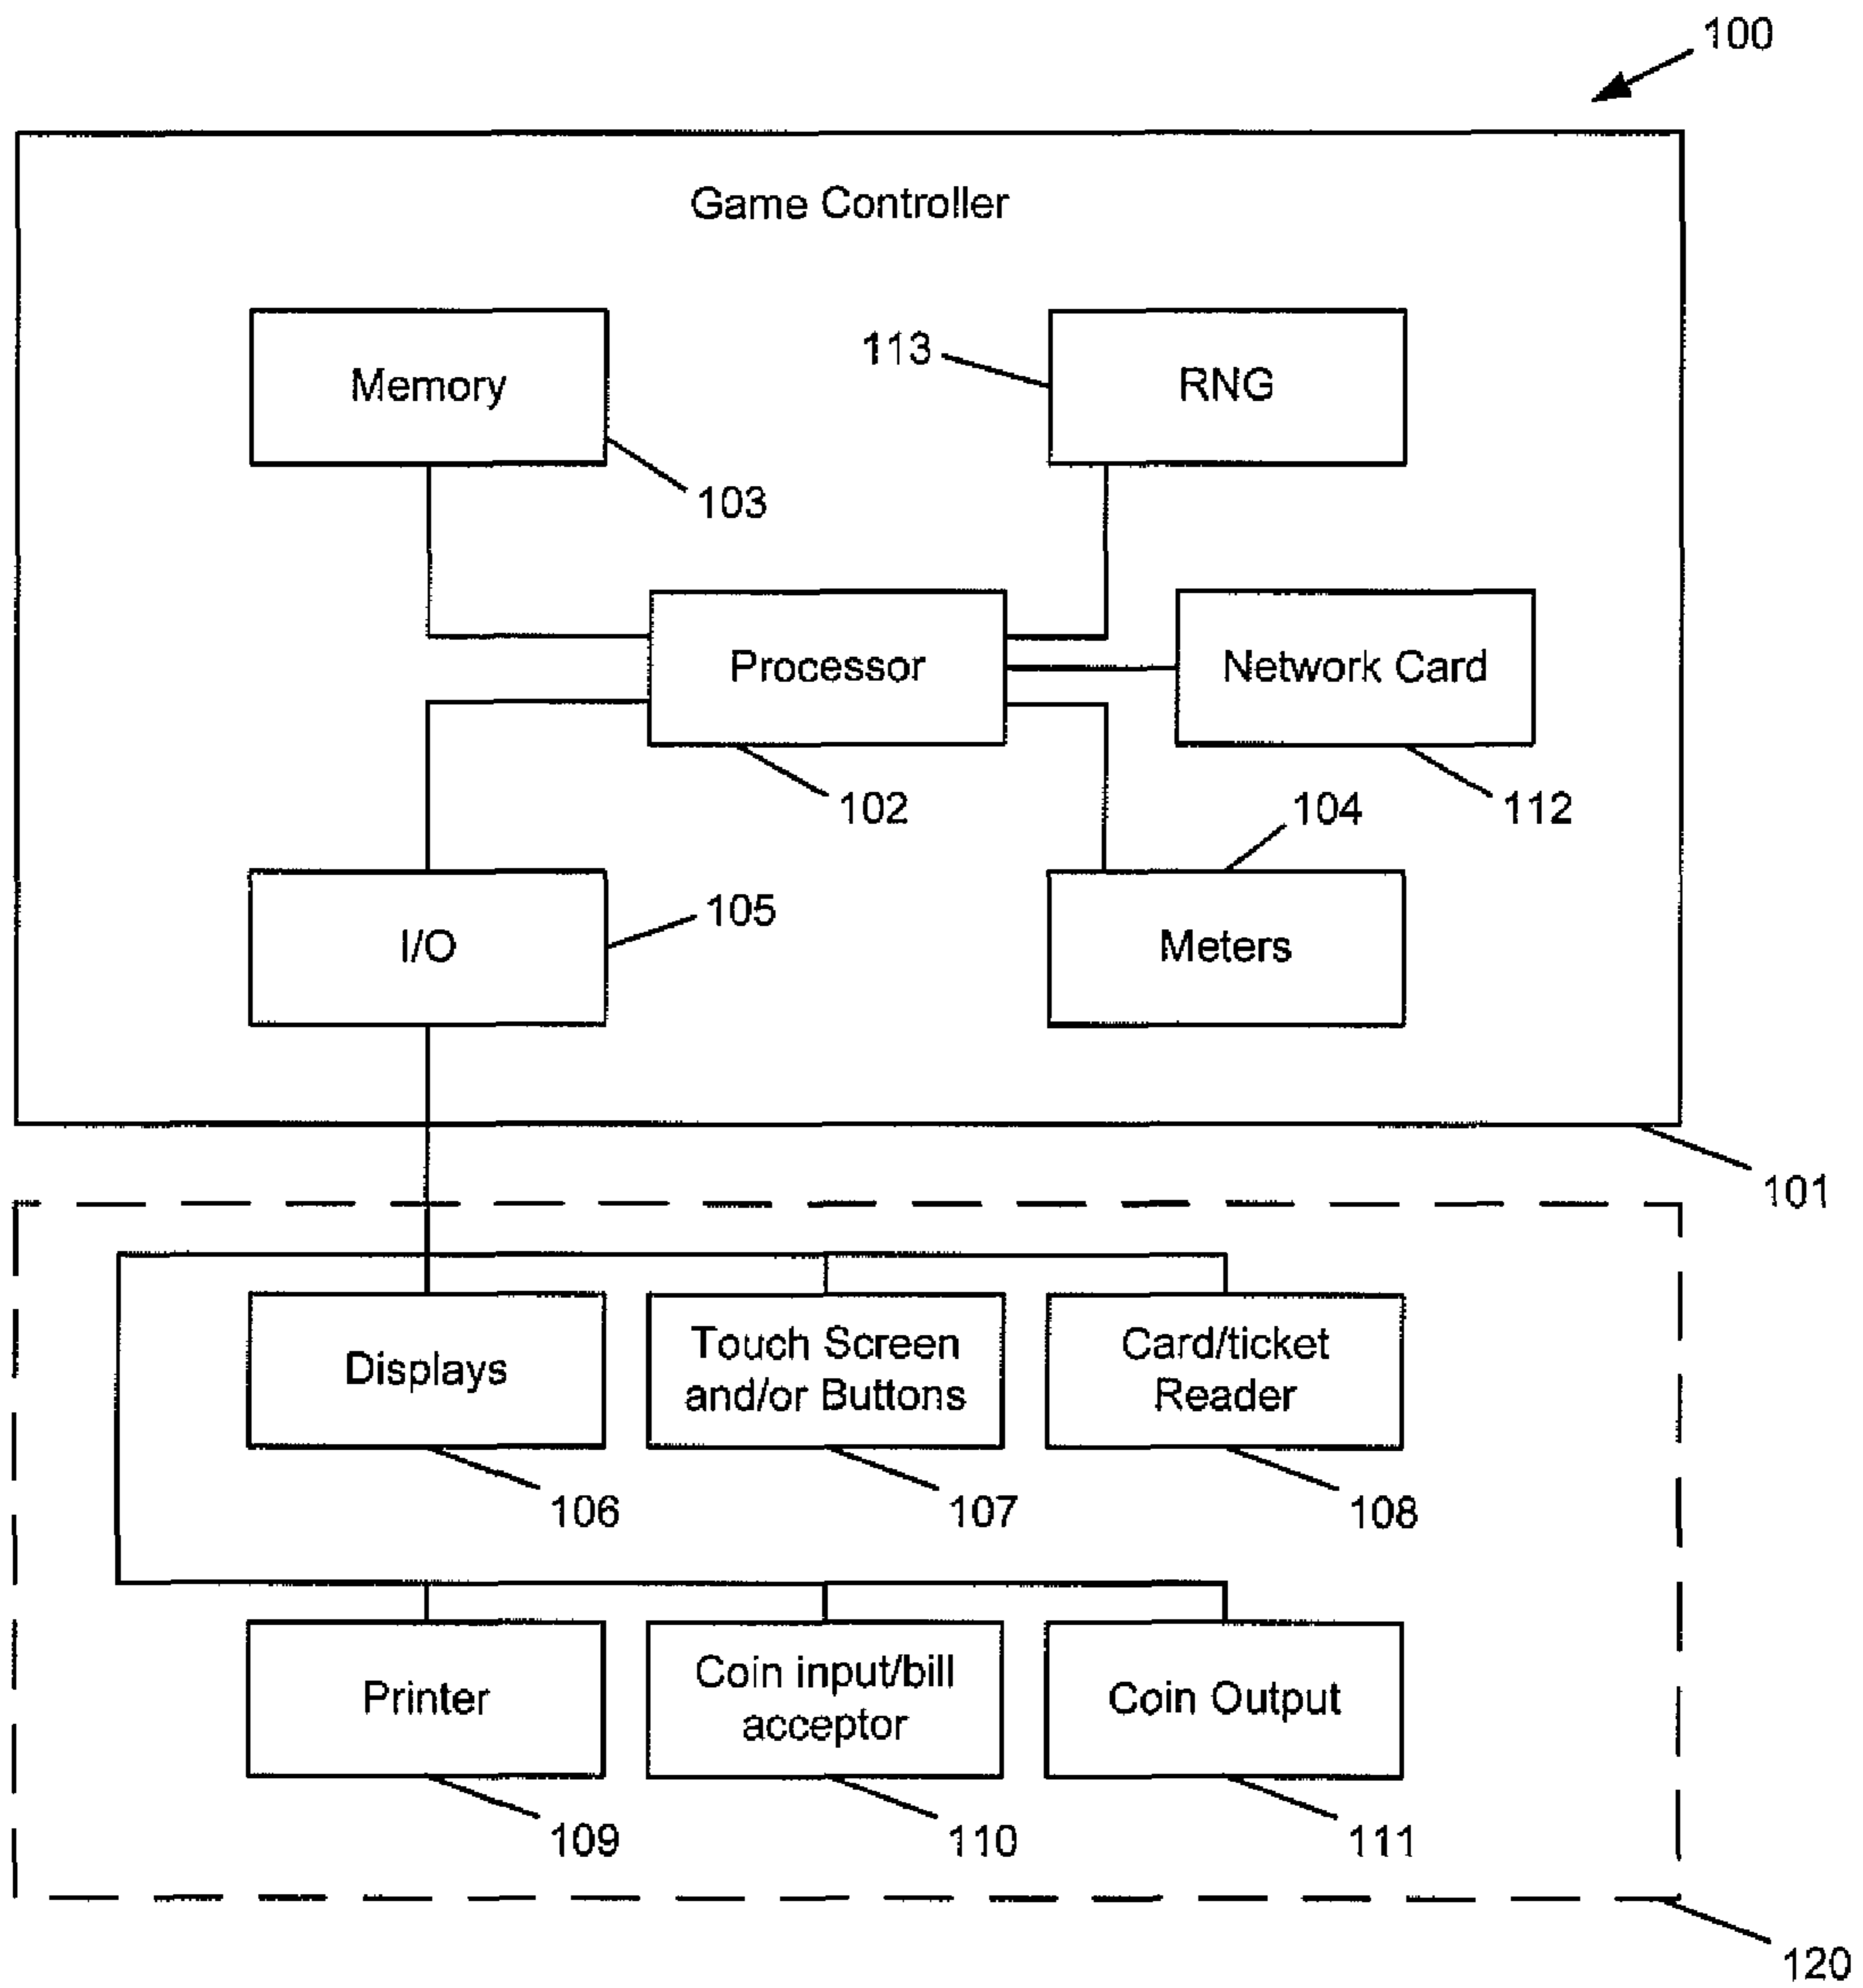 100
Game Controller
Memory
113
RNG
103
Processor
Network Card
102
104
112
I/O
105
Meters
101
Displays
Touch Screen
and/or Buttons
Card/ticket
Reader
106
107
108
Printer
Coin input/bill
acceptor
Coin Output
109
110
111
120